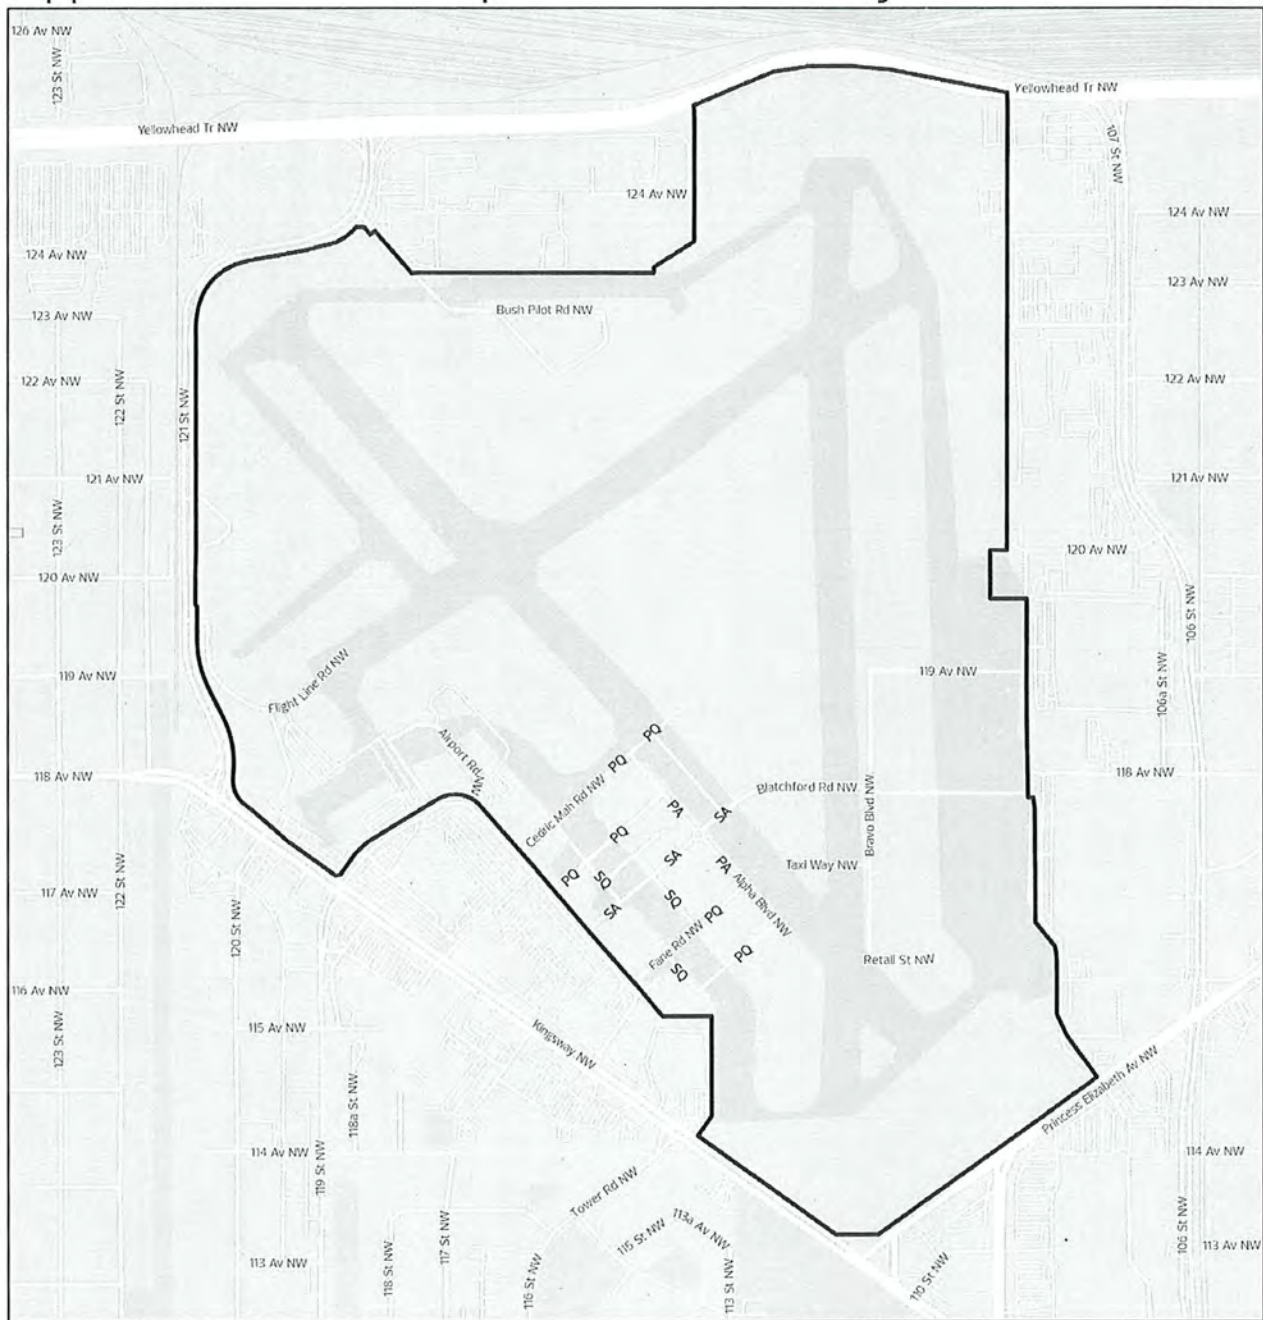 126 Av NW
123 St NW
Yellowhead Tr NW
Yellowhead Tr NW
107 St NW
124 Av NW
124 Av NW
124 Av NW
123 Av NW
Bush Pilot Rd NW
123 Av NW
122 Av NW
122 St NW
121 St NW
122 Av NW
121 Av NW
121 Av NW
123 St NW
120 Av NW
120 Av NW
106 St NW
119 Av NW
Flight Line Rd NW
119 Av NW
106a St NW
118 Av NW
Airport Rd NW
PQ
PQ
Cedric Mah Rd NW
Blatchford Rd NW
118 Av NW
PA
SA
Bravo Blvd NW
PQ
SA
PA
Taxi Way NW
PQ
SQ
SA
SQ
PQ
Alpha Blvd NW
117 Av NW
122 St NW
120 St NW
Fane Rd NW
SQ
PQ
Retail St NW
116 Av NW
123 St NW
115 Av NW
Kingsway NW
118a St NW
Princess Elizabeth Av NW
114 Av NW
119 St NW
114 Av NW
Tower Rd NW
113a Av NW
115 St NW
117 St NW
118 St NW
116 St NW
113 St NW
110 St NW
106 St NW
113 Av NW
113 Av NW